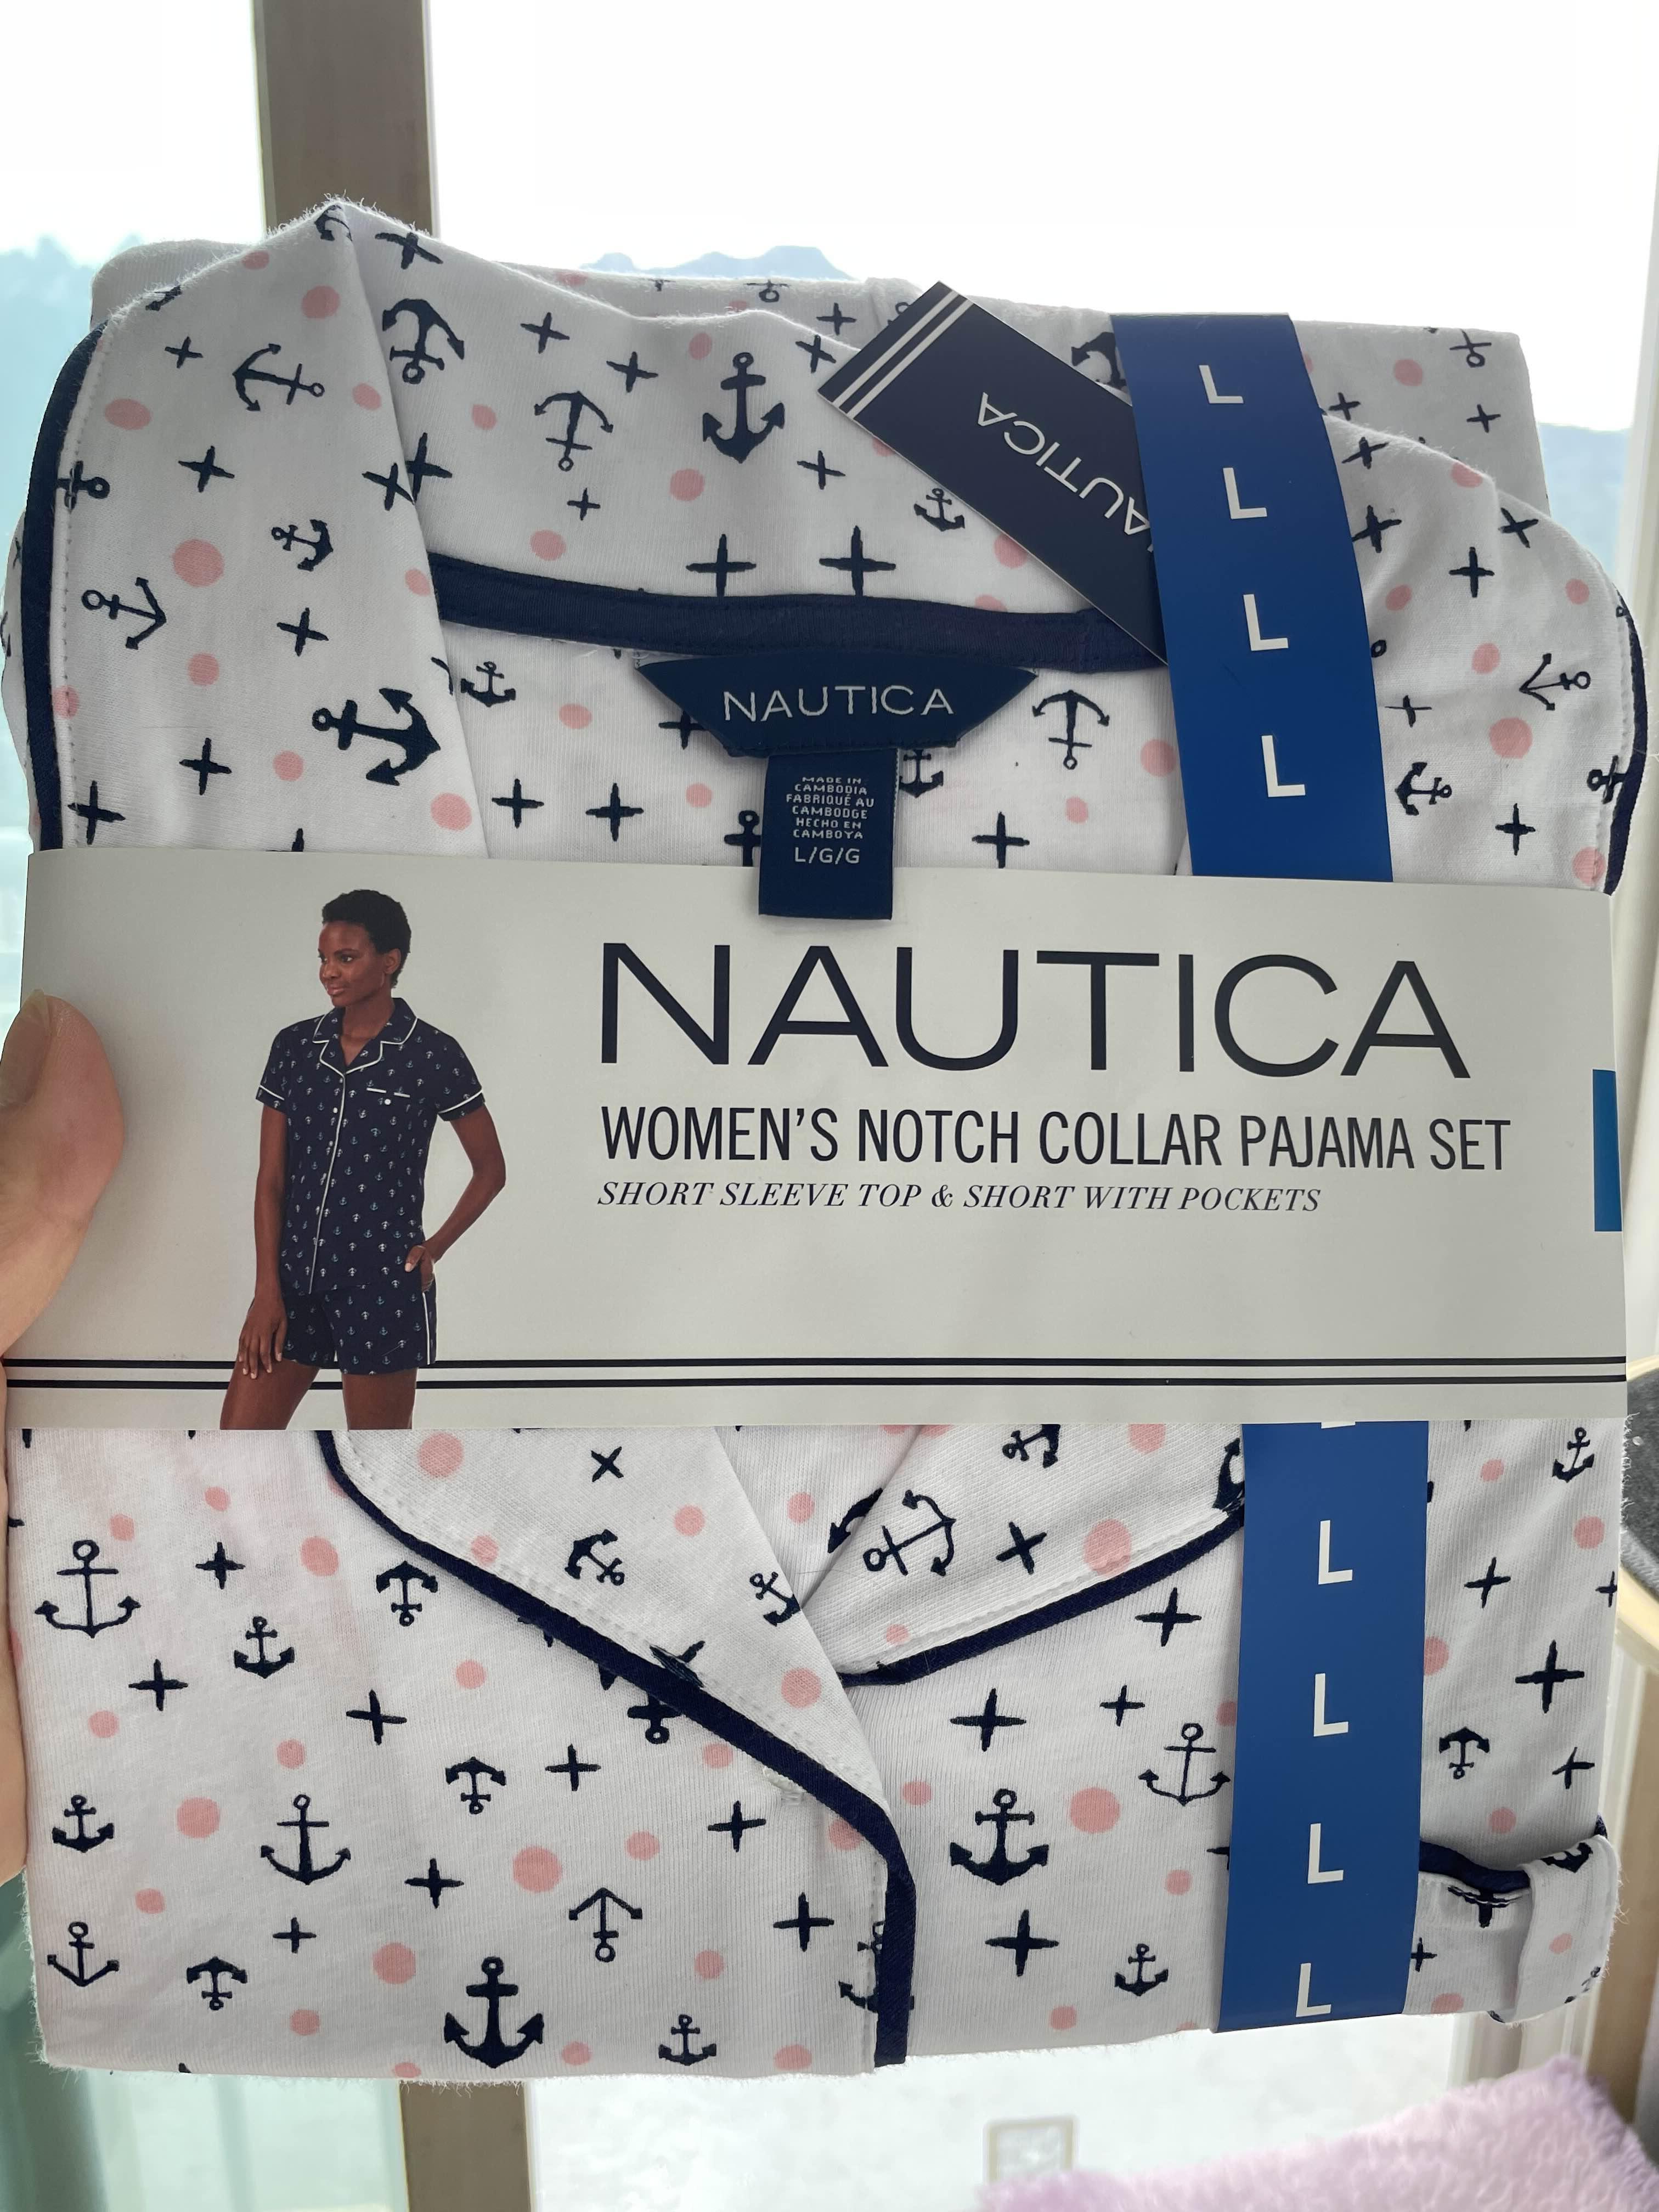 NAUTICA
L
L
L
L
NAUTICA
MADE IN
CAMBODIA
FABRIQUÉ AU
CAMBODGE
HECHO EN
CAMBOYA
L/G/G
NAUTICA
WOMEN'S NOTCH COLLAR PAJAMA SET
SHORT SLEEVE TOP & SHORT WITH POCKETS
L
L
L
L